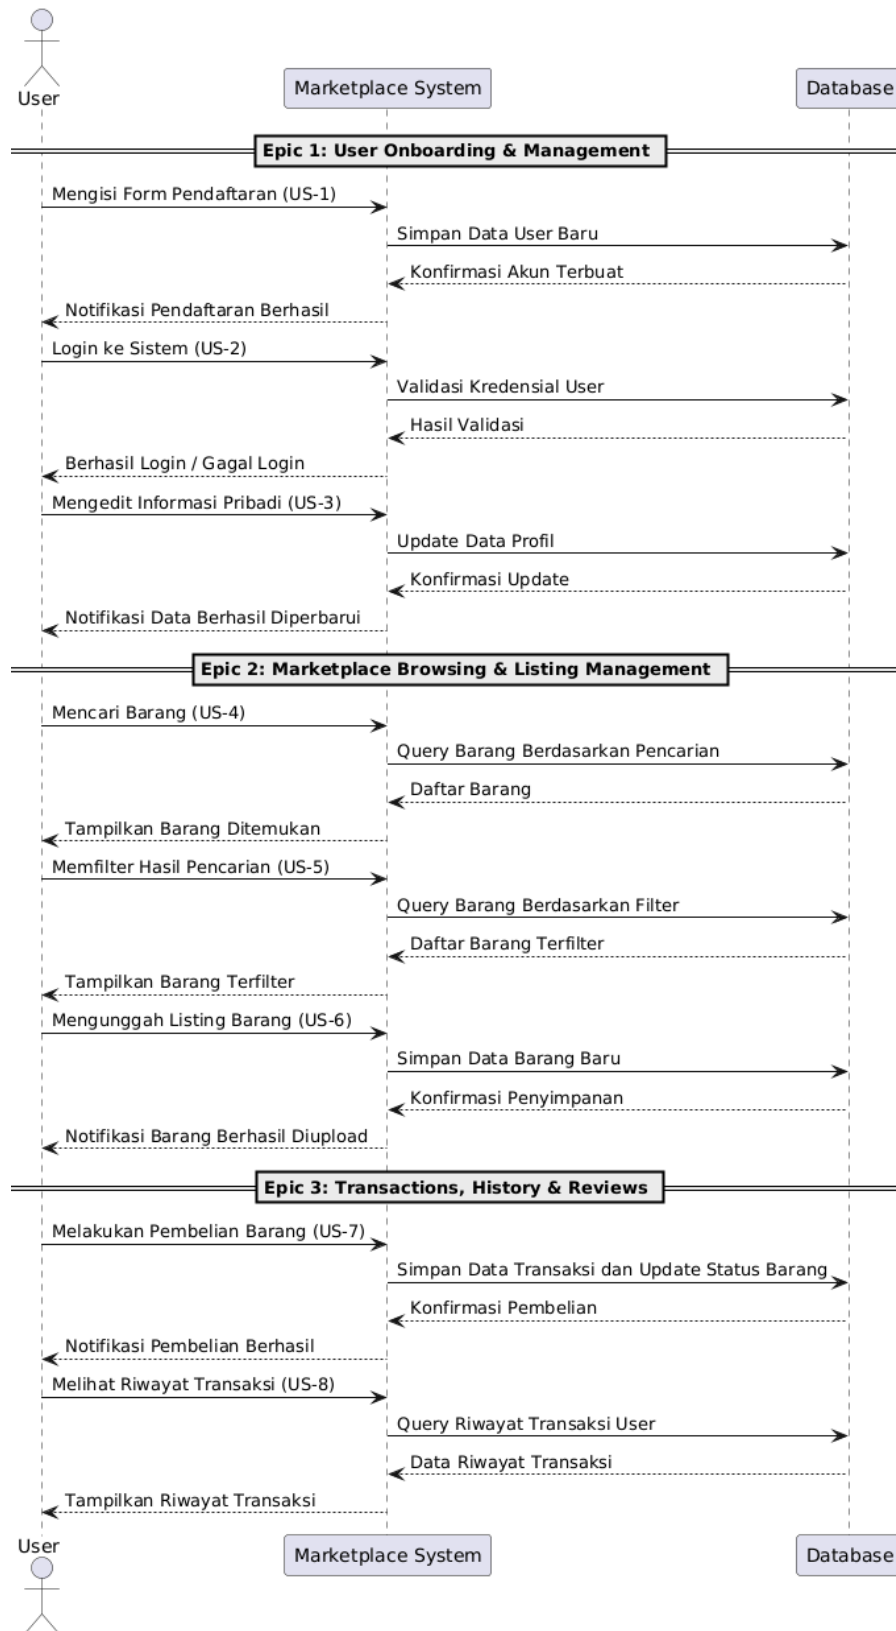 User
Marketplace System
Database
Epic 1: User Onboarding & Management
Mengisi Form Pendaftaran (US-1)
Simpan Data User Baru
Konfirmasi Akun Terbuat
Notifikasi Pendaftaran Berhasil
Login ke Sistem (US-2)
Validasi Kredensial User
Hasil Validasi
Berhasil Login / Gagal Login
Mengedit Informasi Pribadi (US-3)
Update Data Profil
Konfirmasi Update
Notifikasi Data Berhasil Diperbarui
Epic 2: Marketplace Browsing & Listing Management
Mencari Barang (US-4)
Query Barang Berdasarkan Pencarian
Daftar Barang
Tampilkan Barang Ditemukan
Memfilter Hasil Pencarian (US-5)
Query Barang Berdasarkan Filter
Daftar Barang Terfilter
Tampilkan Barang Terfilter
Mengunggah Listing Barang (US-6)
Simpan Data Barang Baru
Konfirmasi Penyimpanan
Notifikasi Barang Berhasil Diupload
Epic 3: Transactions, History & Reviews
Melakukan Pembelian Barang (US-7)
Simpan Data Transaksi dan Update Status Barang
Konfirmasi Pembelian
Notifikasi Pembelian Berhasil
Melihat Riwayat Transaksi (US-8)
Query Riwayat Transaksi User
Data Riwayat Transaksi
Tampilkan Riwayat Transaksi
User
Marketplace System
Database